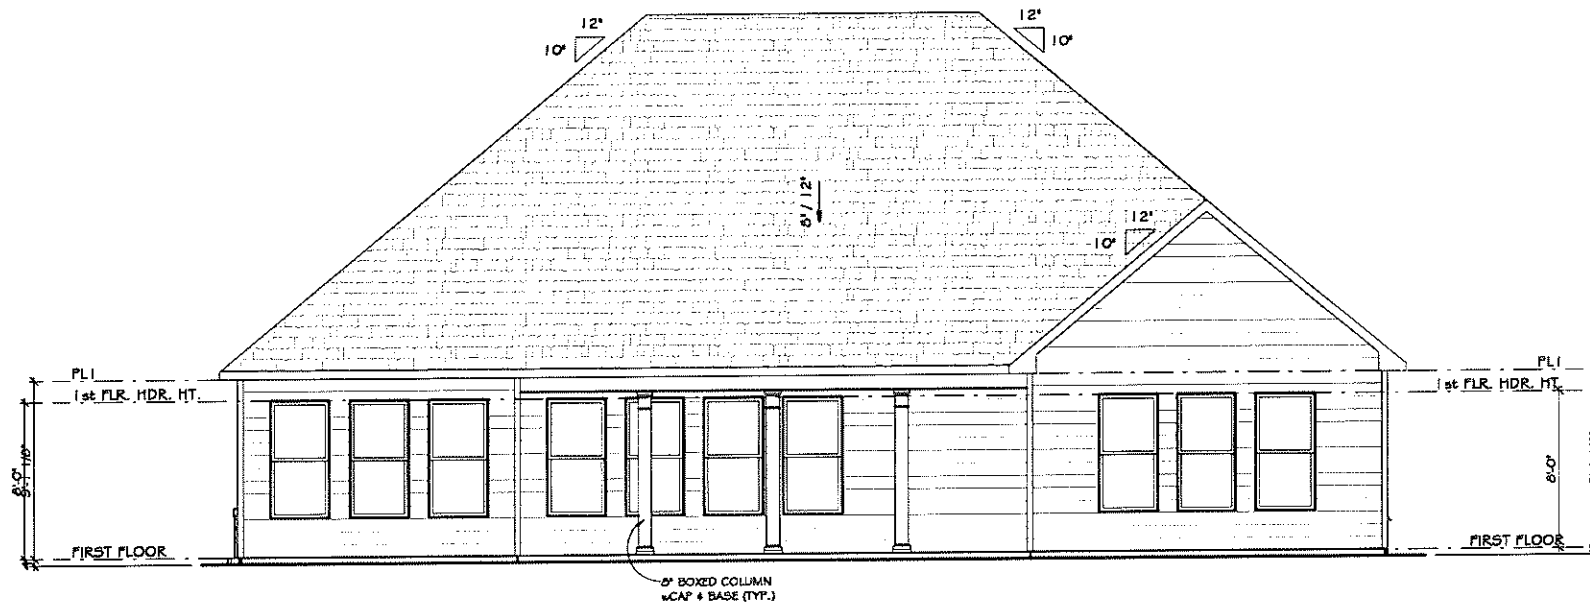 12"
10"
12"
10"
8" / 12"
12"
10"
PL1
1st FLR. HDR. HT.
PL1
1st FLR. HDR. HT.
8'-0"
8'-0"
FIRST FLOOR
FIRST FLOOR
8" BOXED COLUMN
w/CAP & BASE (TYP.)